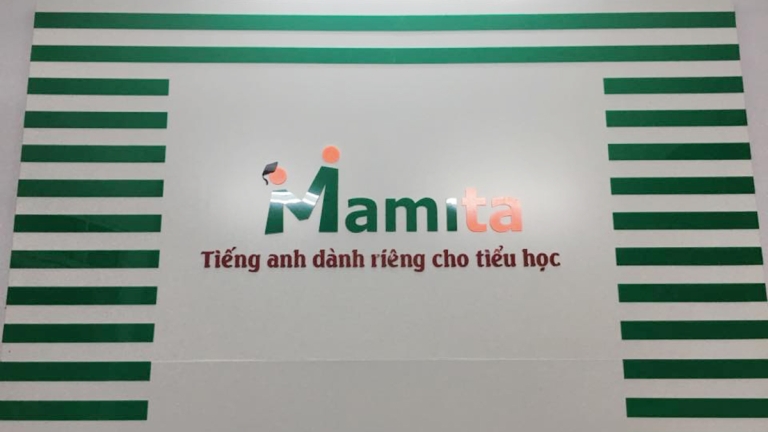 Mamita
Tiếng anh dành riêng cho tiểu học